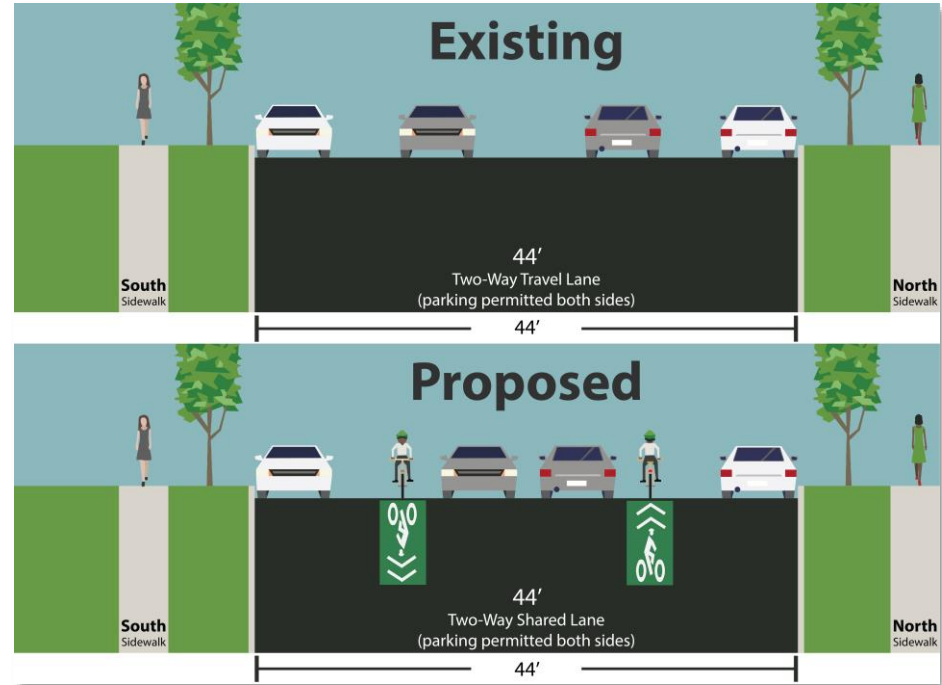 Existing
44′
Two-Way Travel Lane
(parking permitted both sides)
South
Sidewalk
North
Sidewalk
44′
Proposed
44′
Two-Way Shared Lane
(parking permitted both sides)
South
Sidewalk
North
Sidewalk
44′